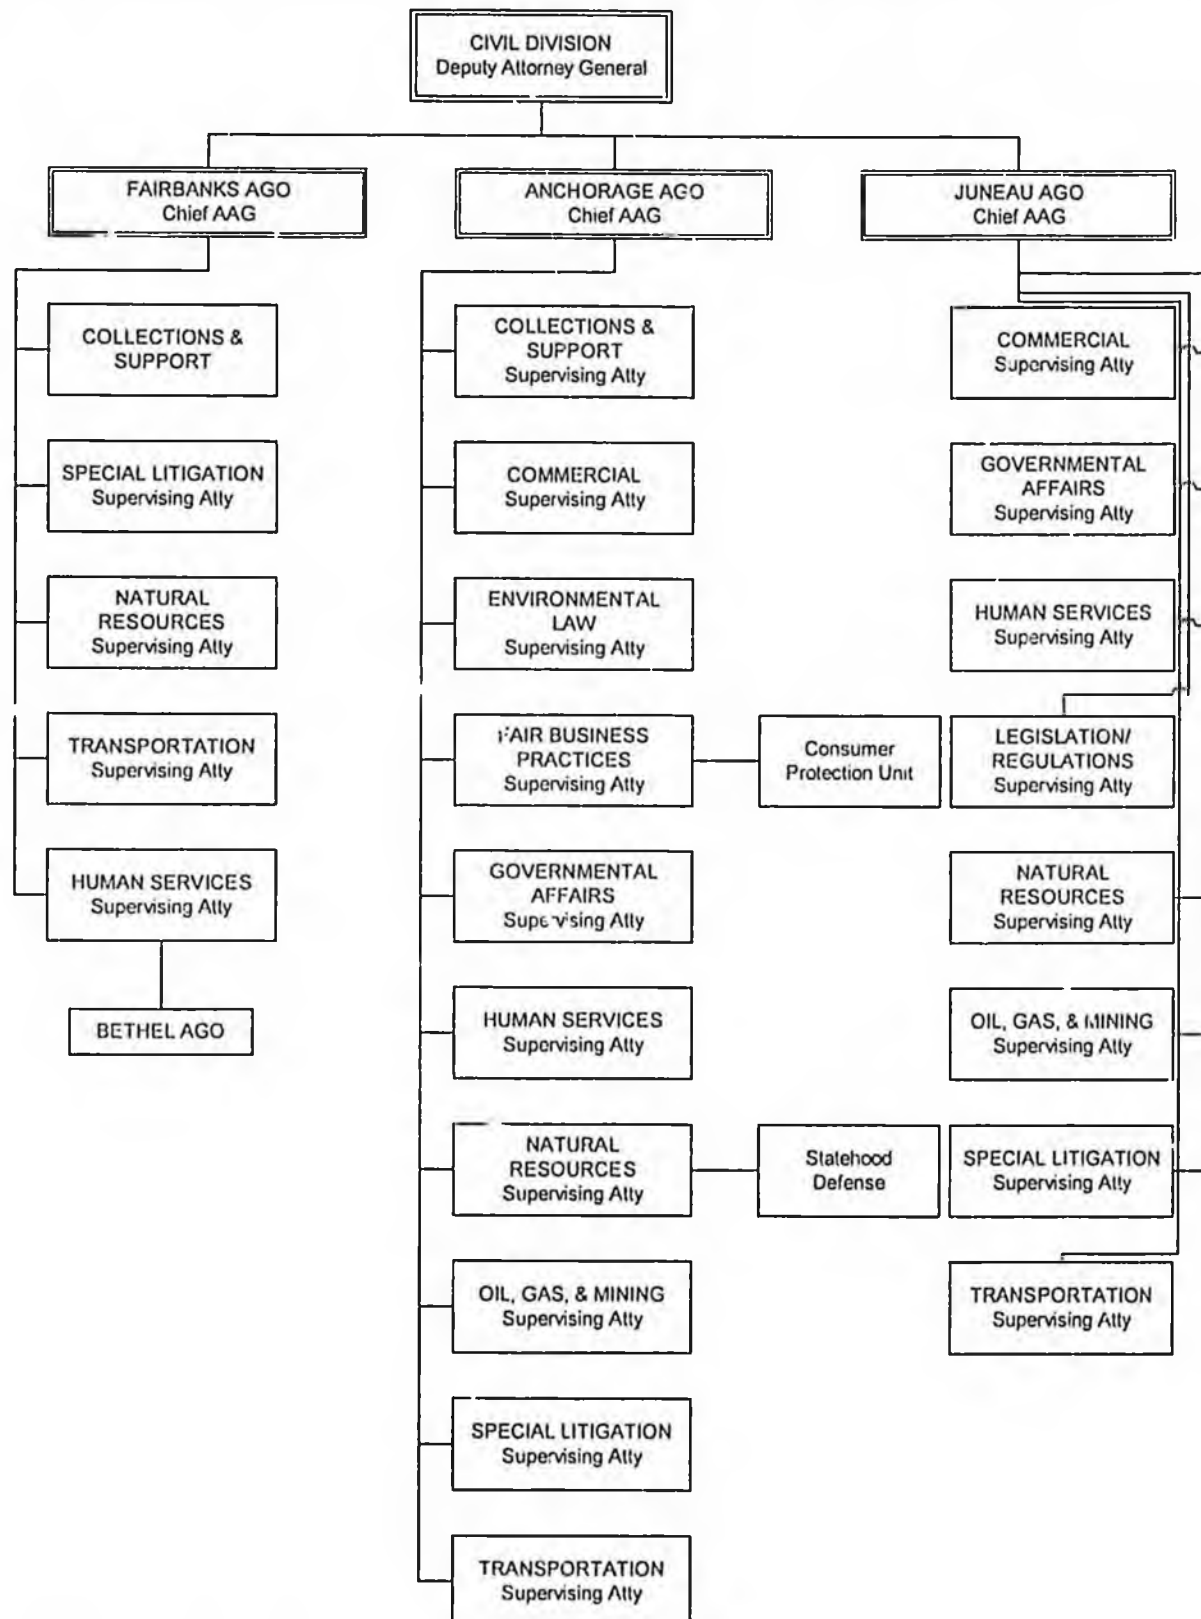 CIVIL DIVISION
Deputy Attorney General
FAIRBANKS AGO
Chief AAG
ANCHORAGE AGO
Chief AAG
JUNEAU AGO
Chief AAG
COLLECTIONS &
SUPPORT
SPECIAL LITIGATION
Supervising Atty
NATURAL
RESOURCES
Supervising Atty
TRANSPORTATION
Supervising Atty
HUMAN SERVICES
Supervising Atty
BETHEL AGO
COLLECTIONS &
SUPPORT
Supervising Atty
COMMERCIAL
Supervising Atty
ENVIRONMENTAL
LAW
Supervising Atty
FAIR BUSINESS
PRACTICES
Supervising Atty
Consumer
Protection Unit
GOVERNMENTAL
AFFAIRS
Supervising Atty
HUMAN SERVICES
Supervising Atty
NATURAL
RESOURCES
Supervising Atty
Statehood
Defense
OIL, GAS, & MINING
Supervising Atty
SPECIAL LITIGATION
Supervising Atty
TRANSPORTATION
Supervising Atty
COMMERCIAL
Supervising Atty
GOVERNMENTAL
AFFAIRS
Supervising Atty
HUMAN SERVICES
Supervising Atty
LEGISLATION/
REGULATIONS
Supervising Atty
NATURAL
RESOURCES
Supervising Atty
OIL, GAS, & MINING
Supervising Atty
SPECIAL LITIGATION
Supervising Atty
TRANSPORTATION
Supervising Atty